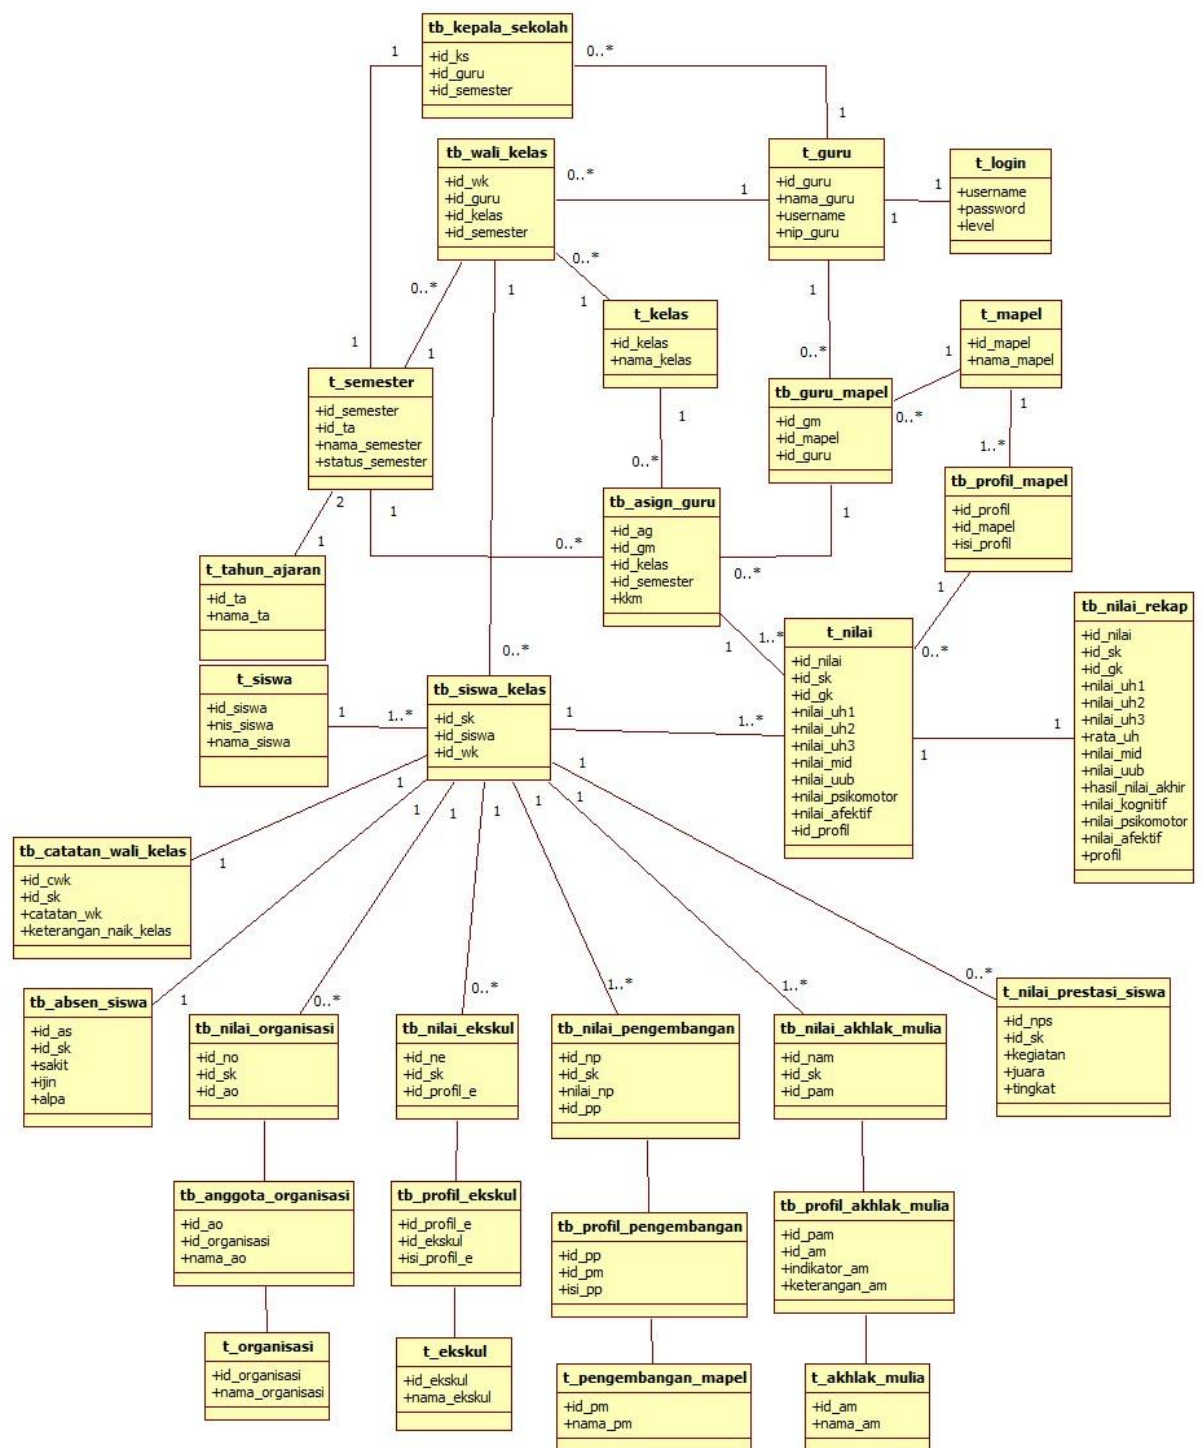 tb_kepala_sekolah
+id_ks
+id_guru
+id_semester
1
0..*
1
1
tb_wali_kelas
+id_wk
+id_guru
+id_kelas
+id_semester
0..*
1
0..*
1
0..*
1
1
t_guru
+id_guru
+nama_guru
+username
+nip_guru
1
1
1
0..*
t_login
+username
+password
+level
t_kelas
+id_kelas
+nama_kelas
1
0..*
t_mapel
+id_mapel
+nama_mapel
1
0..*
1
1..*
t_semester
+id_semester
+id_ta
+nama_semester
+status_semester
2
1
1
0..*
tb_guru_mapel
+id_gm
+id_mapel
+id_guru
1
0..*
tb_profil_mapel
+id_profil
+id_mapel
+isi_profil
1
0..*
tb_asign_guru
+id_ag
+id_gm
+id_kelas
+id_semester
+kkm
1
1..*
t_tahun_ajaran
+id_ta
+nama_ta
t_siswa
+id_siswa
+nis_siswa
+nama_siswa
1
1..*
0..*
tb_siswa_kelas
+id_sk
+id_siswa
+id_wk
1
1..*
t_nilai
+id_nilai
+id_sk
+id_gk
+nilai_uh1
+nilai_uh2
+nilai_uh3
+nilai_mid
+nilai_uub
+nilai_psikomotor
+nilai_afektif
+id_profil
1
1
tb_nilai_rekap
+id_nilai
+id_sk
+id_gk
+nilai_uh1
+nilai_uh2
+nilai_uh3
+rata_uh
+nilai_mid
+nilai_uub
+hasil_nilai_akhir
+nilai_kognitif
+nilai_psikomotor
+nilai_afektif
+profil
1
1
1
1
1
1
1
1
tb_catatan_wali_kelas
+id_cwk
+id_sk
+catatan_wk
+keterangan_naik_kelas
1
tb_absen_siswa
+id_as
+id_sk
+sakit
+ijin
+alpa
1
0..*
tb_nilai_organisasi
+id_no
+id_sk
+id_ao
0..*
tb_nilai_ekskul
+id_ne
+id_sk
+id_profil_e
1..*
tb_nilai_pengembangan
+id_np
+id_sk
+nilai_np
+id_pp
1..*
tb_nilai_akhlak_mulia
+id_nam
+id_sk
+id_pam
0..*
t_nilai_prestasi_siswa
+id_nps
+id_sk
+kegiatan
+juara
+tingkat
tb_anggota_organisasi
+id_ao
+id_organisasi
+nama_ao
tb_profil_ekskul
+id_profil_e
+id_ekskul
+isi_profil_e
tb_profil_pengembangan
+id_pp
+id_pm
+isi_pp
tb_profil_akhlak_mulia
+id_pam
+id_am
+indikator_am
+keterangan_am
t_organisasi
+id_organisasi
+nama_organisasi
t_ekskul
+id_ekskul
+nama_ekskul
t_pengembangan_mapel
+id_pm
+nama_pm
t_akhlak_mulia
+id_am
+nama_am